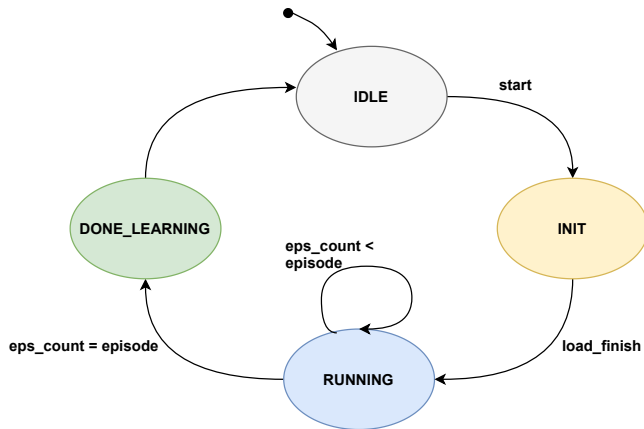 IDLE
start
DONE_LEARNING
INIT
eps_count <
episode
eps_count = episode
load_finish
RUNNING